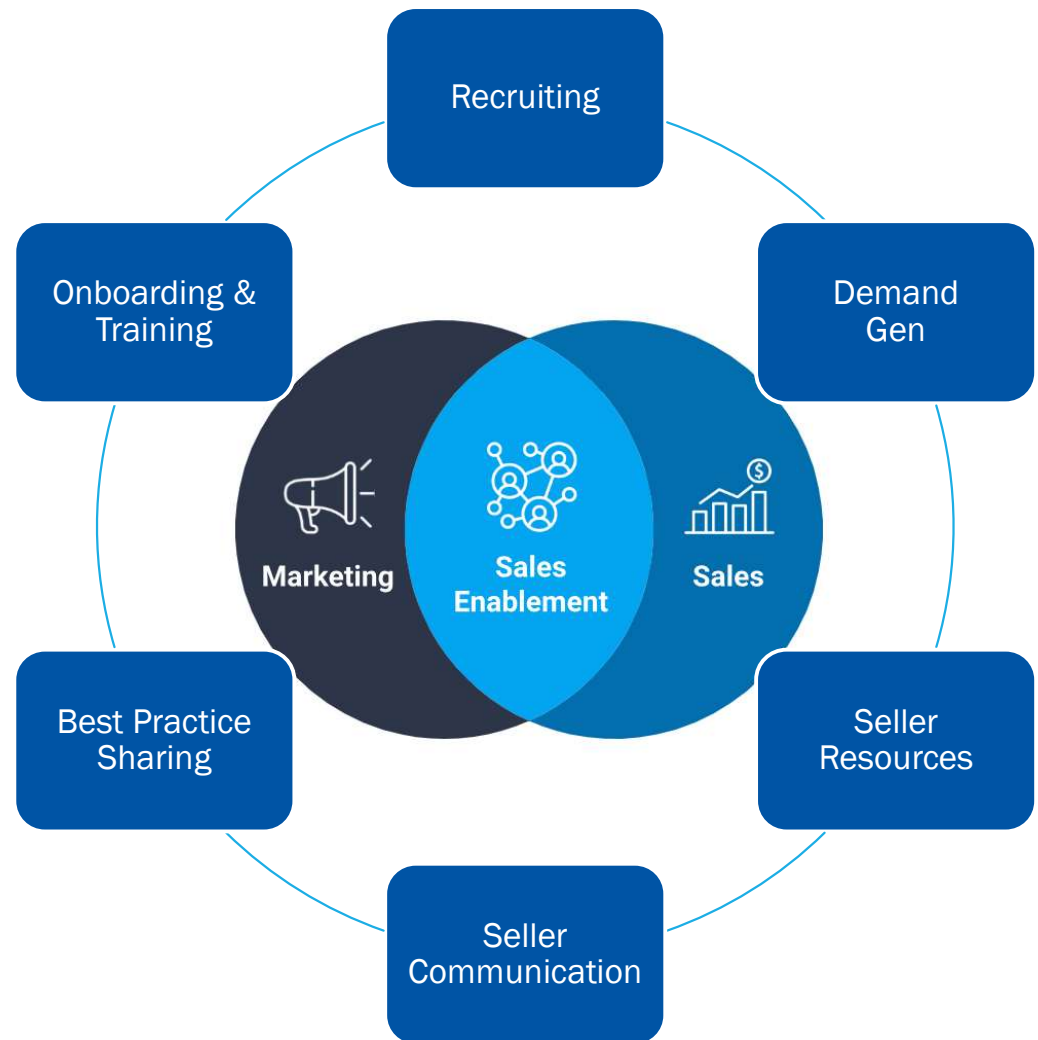 Recruiting
Onboarding &
Training
Demand
Gen
Marketing
Sales
Enablement
$
Sales
Best Practice
Sharing
Seller
Resources
Seller
Communication